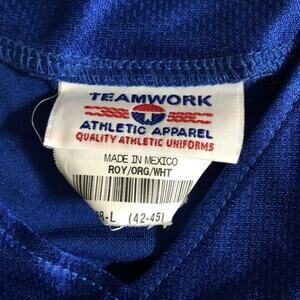 TEAMWORK
ATHLETIC APPAREL
QUALITY ATHLETIC UNIFORMS
MADE IN MEXICO
ROY/ORG/WHT
-L (42-45)